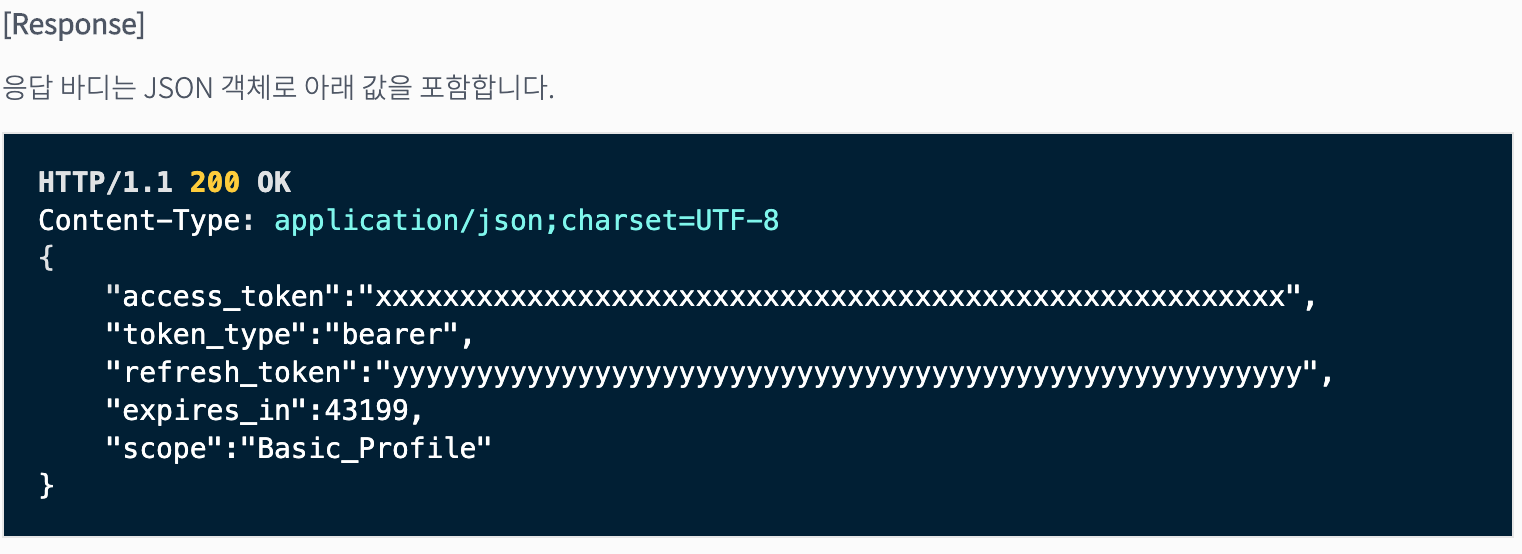 [Response]
응답 바디는 JSON 객체로 아래 값을 포함합니다.
HTTP/1.1 200 OK
Content-Type: application/json;charset=UTF-8
{
    "access_token":"xxxxxxxxxxxxxxxxxxxxxxxxxxxxxxxxxxxxxxxxxxxxxxxxxxxxxx",
    "token_type":"bearer",
    "refresh_token":"yyyyyyyyyyyyyyyyyyyyyyyyyyyyyyyyyyyyyyyyyyyyyyyyyyyyyy",
    "expires_in":43199,
    "scope":"Basic_Profile"
}